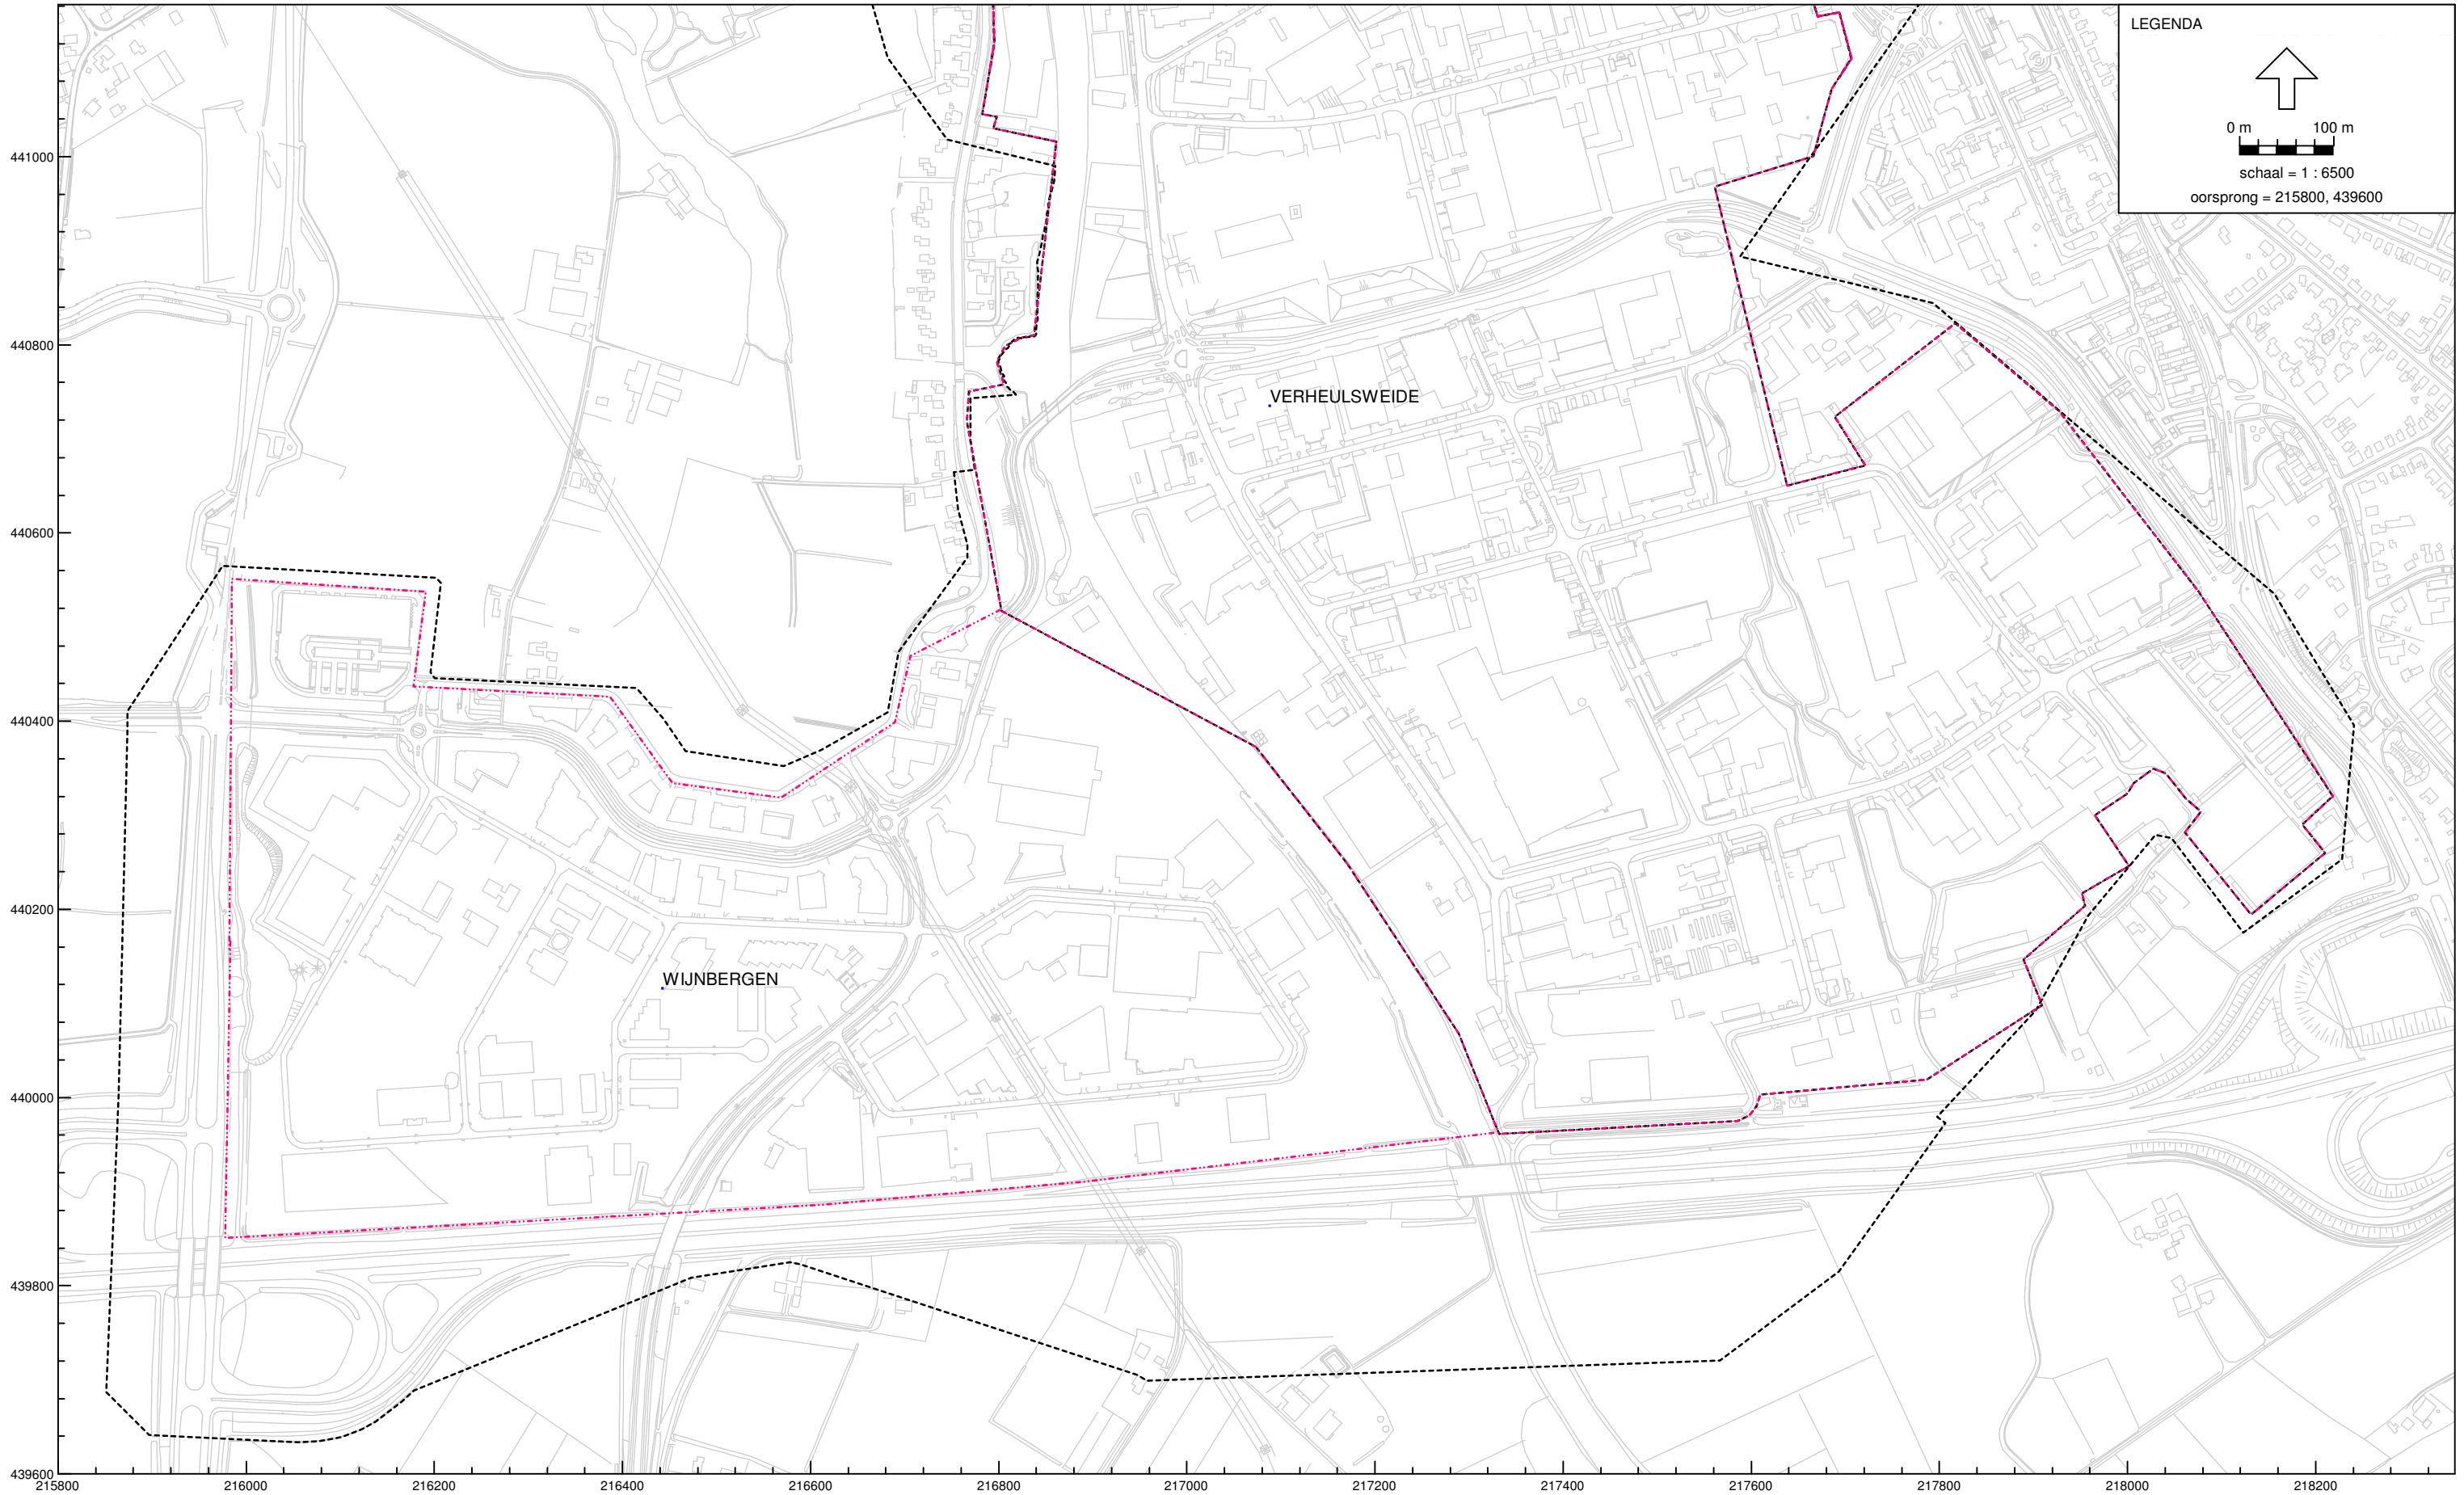 LEGENDA
0 m 100 m
schaal = 1 : 6500
oorsprong = 215800, 439600
441000
440800
VERHEULSWEIDE
440600
440400
440200
WIJNBERGEN
440000
439800
439600
215800 216000 216200 216400 216600 216800 217000 217200 217400 217600 217800 218000 218200